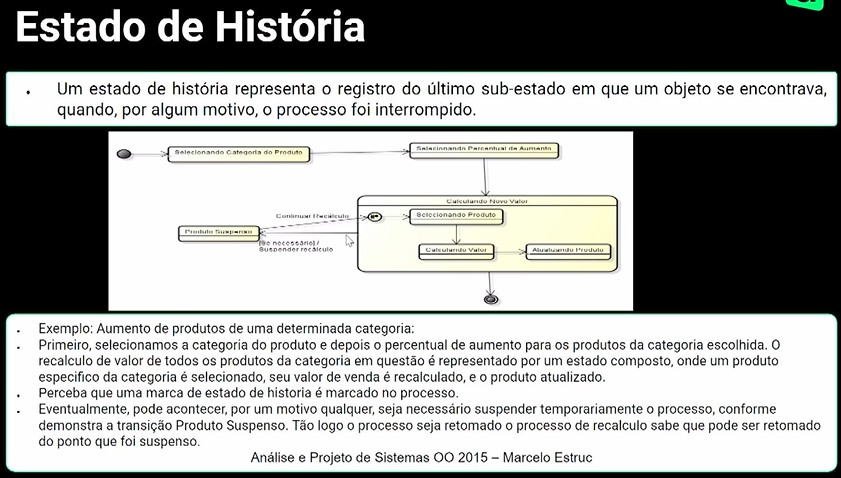 Estado de História
Um estado de história representa o registro do último sub-estado em que um objeto se encontrava,
quando, por algum motivo, o processo foi interrompido.
Selecionando Categoria do Produto
Selecionando Percentual de Aumento
Calculando Novo Valor
Continuar Recálculo
H*
Selecionando Produto
Produto Suspenso
[Se necessário] /
Suspender recálculo
Calculando Valor
Atualizando Produto
Exemplo: Aumento de produtos de uma determinada categoria:
Primeiro, selecionamos a categoria do produto e depois o percentual de aumento para os produtos da categoria escolhida. O
recalculo de valor de todos os produtos da categoria em questão é representado por um estado composto, onde um produto
especifico da categoria é selecionado, seu valor de venda é recalculado, e o produto atualizado.
Perceba que uma marca de estado de historia é marcado no processo.
Eventualmente, pode acontecer, por um motivo qualquer, seja necessário suspender temporariamente o processo, conforme
demonstra a transição Produto Suspenso. Tão logo o processo seja retomado o processo de recalculo sabe que pode ser retomado
do ponto que foi suspenso.
Análise e Projeto de Sistemas OO 2015 – Marcelo Estruc